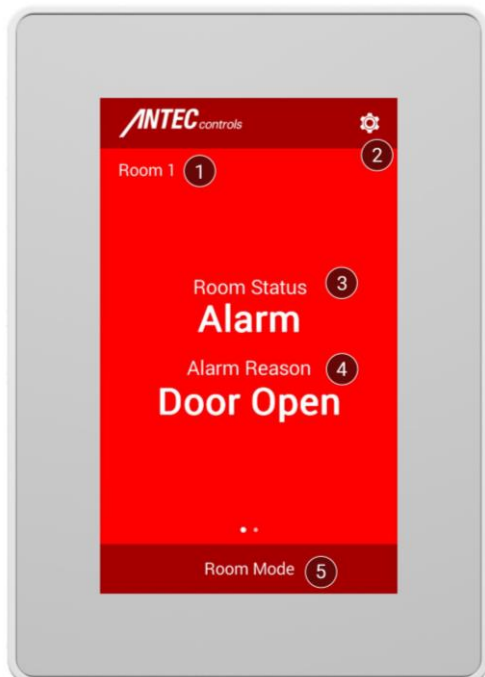 ANTEC controls
2
Room 1 1
Room Status 3
Alarm
Alarm Reason 4
Door Open
Room Mode 5